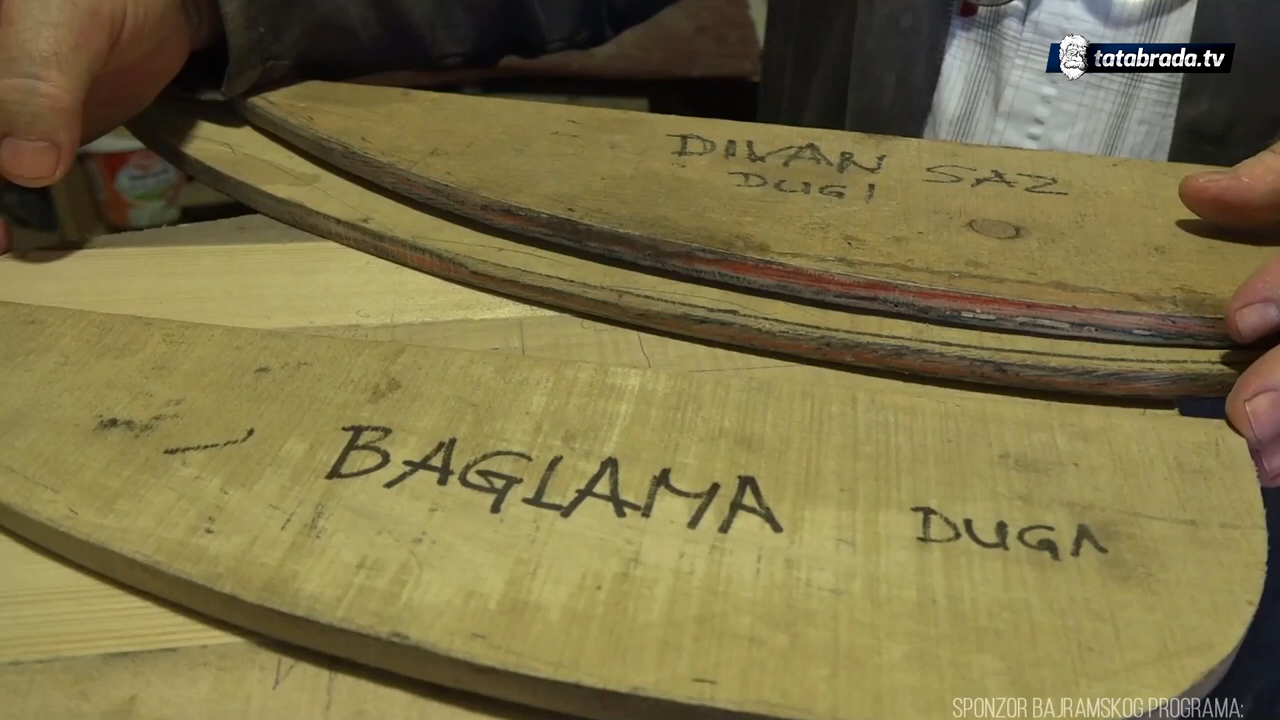 tatabrada.tv
DIVAN SAZ
DUGI
BAGLAMA DUGA
SPONZOR BAJRAMSKOG PROGRAMA: